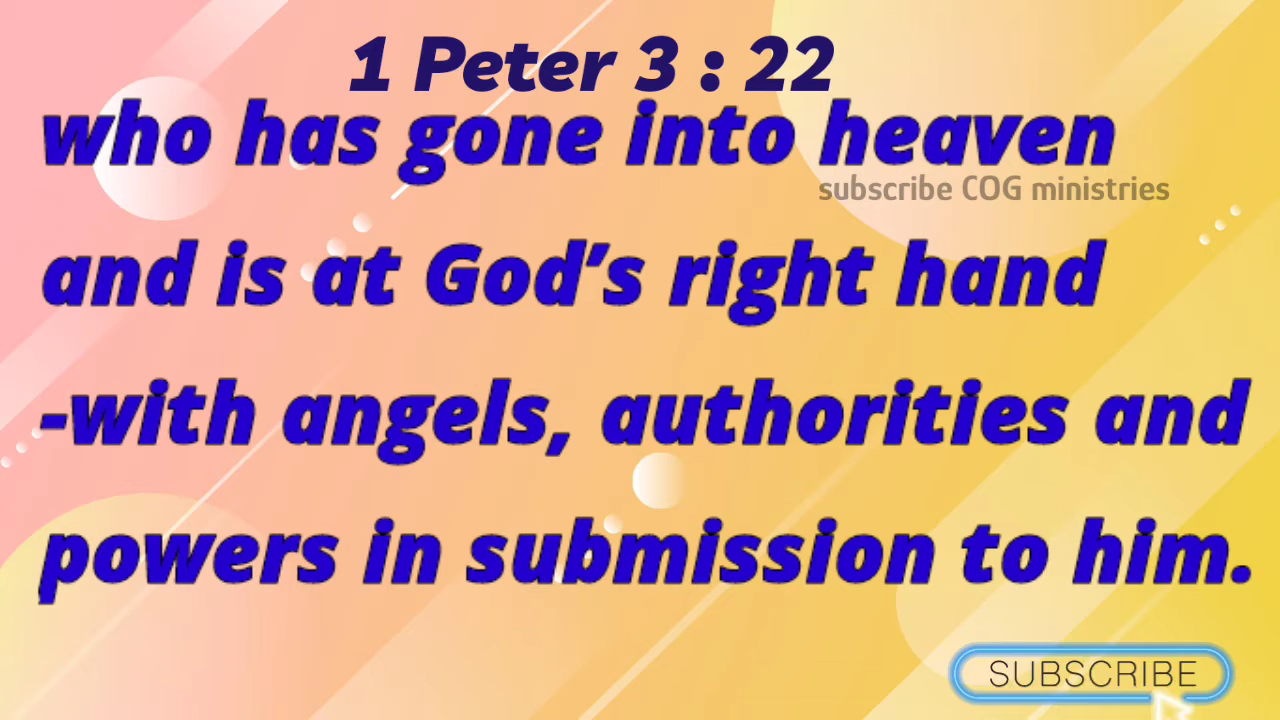 1 Peter 3 : 22
who has gone into heaven
subscribe COG ministries
and is at God’s right hand
-with angels, authorities and
powers in submission to him.
SUBSCRIBE